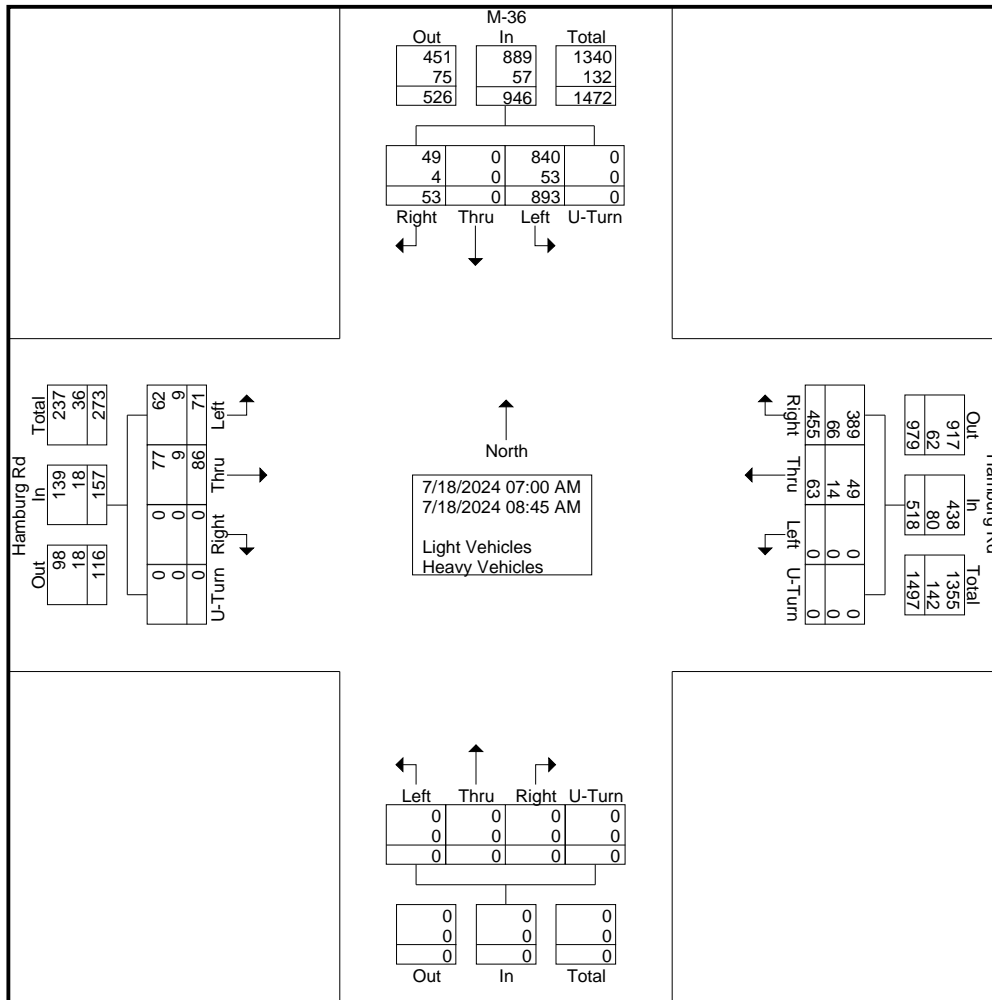 M-36
Out In Total
451 889 1340
75 57 132
526 946 1472
49 0 840 0
4 0 53 0
53 0 893 0
Right Thru Left U-Turn
Hamburg Rd
Total In Out
237 139 98
36 18 18
273 157 116
62 77 0 0
9 9 0 0
71 86 0 0
Left Thru Right U-Turn
North
7/18/2024 07:00 AM
7/18/2024 08:45 AM
Light Vehicles
Heavy Vehicles
Right Thru Left U-Turn
389 49 0 0
66 14 0 0
455 63 0 0
Out In Total
917 438 1355
62 80 142
979 518 1497
Hamburg Rd
Left Thru Right U-Turn
0 0 0 0
0 0 0 0
0 0 0 0
0 0 0
0 0 0
0 0 0
Out In Total